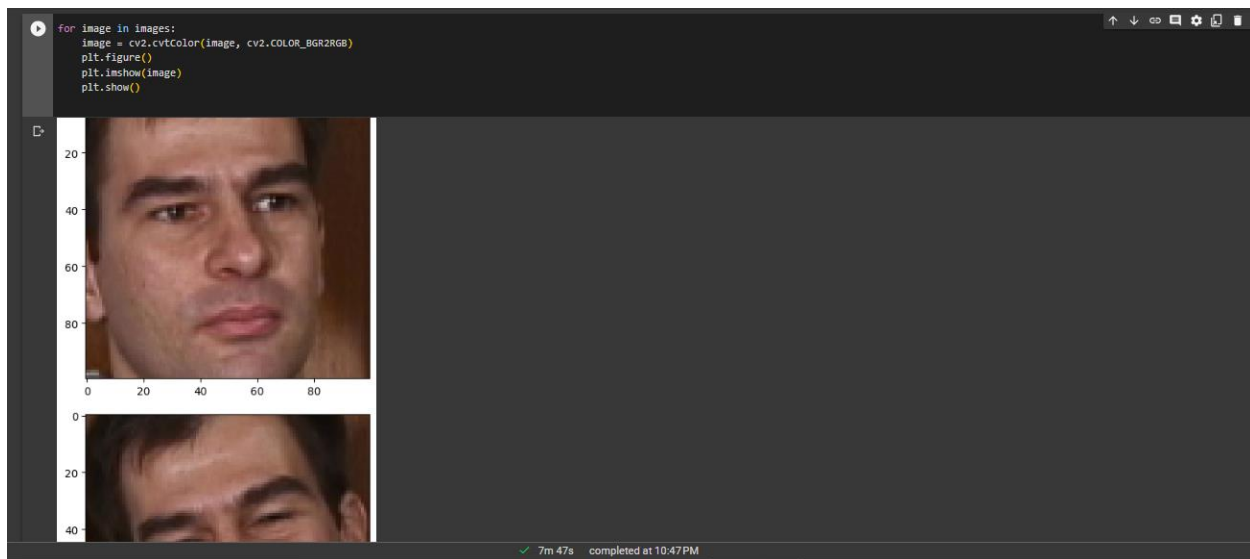 for image in images:
    image = cv2.cvtColor(image, cv2.COLOR_BGR2RGB)
    plt.figure()
    plt.imshow(image)
    plt.show()
20
40
60
80
0 20 40 60 80
0
20
40
7m 47s completed at 10:47 PM